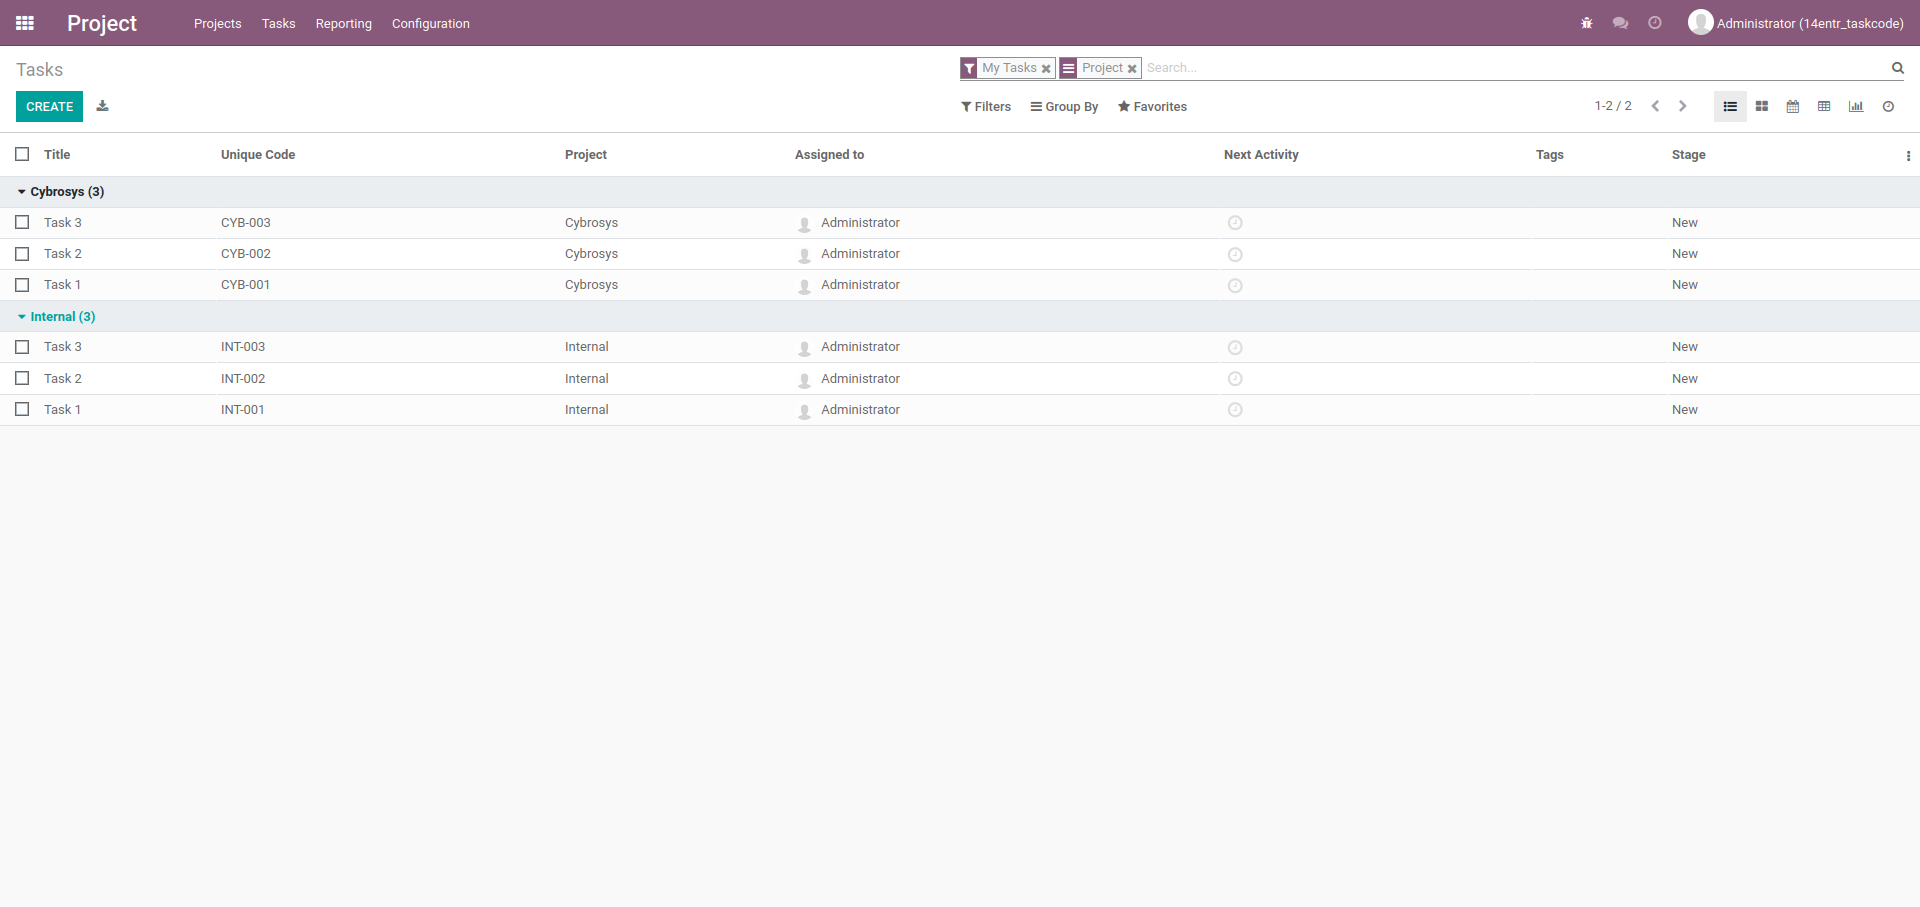 Project Projects Tasks Reporting Configuration Administrator (14entr_taskcode)
Tasks My Tasks Project Search...
CREATE Filters Group By Favorites 1-2 / 2
Title Unique Code Project Assigned to Next Activity Tags Stage
Cybrosys (3)
Task 3 CYB-003 Cybrosys Administrator New
Task 2 CYB-002 Cybrosys Administrator New
Task 1 CYB-001 Cybrosys Administrator New
Internal (3)
Task 3 INT-003 Internal Administrator New
Task 2 INT-002 Internal Administrator New
Task 1 INT-001 Internal Administrator New